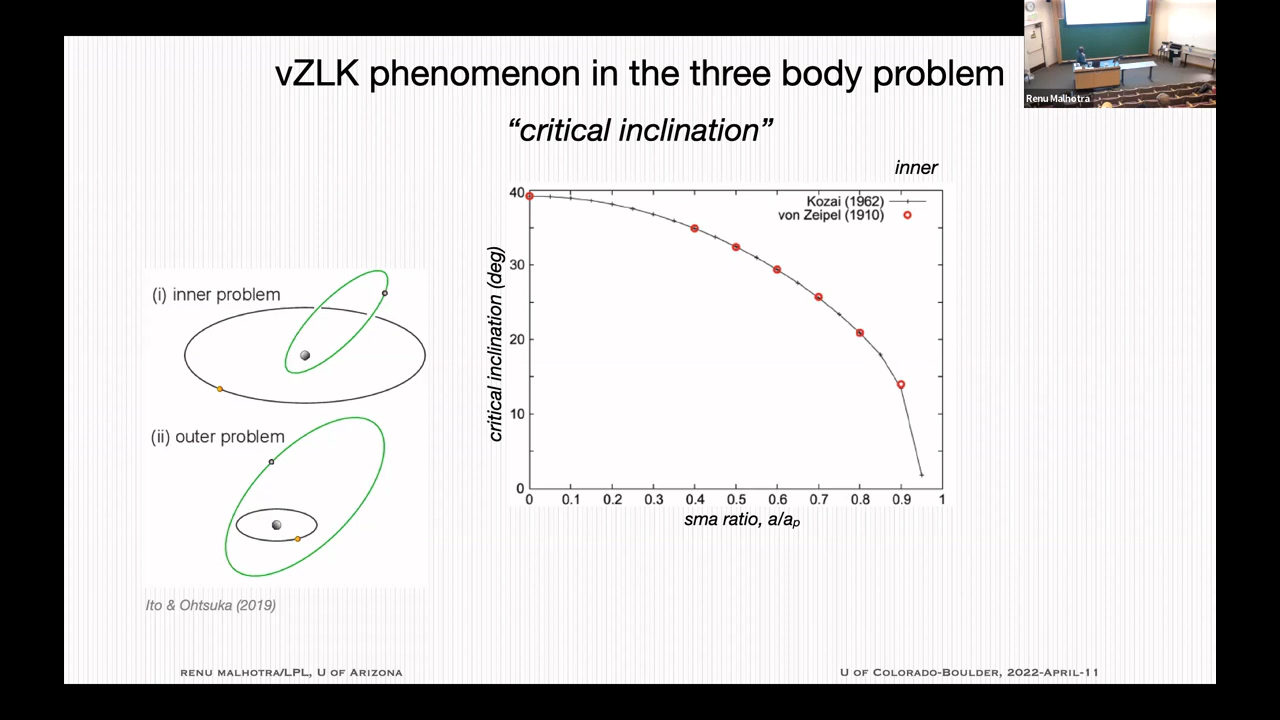 vZLK phenomenon in the three body problem
Renu Malhotra
“critical inclination”
inner
(i) inner problem
(ii) outer problem
Ito & Ohtsuka (2019)
critical inclination (deg)
40
30
20
10
0
Kozai (1962)
von Zeipel (1910)
0 0.1 0.2 0.3 0.4 0.5 0.6 0.7 0.8 0.9 1
sma ratio, a/aₚ
RENU MALHOTRA/LPL, U OF ARIZONA
U OF COLORADO-BOULDER, 2022-APRIL-11